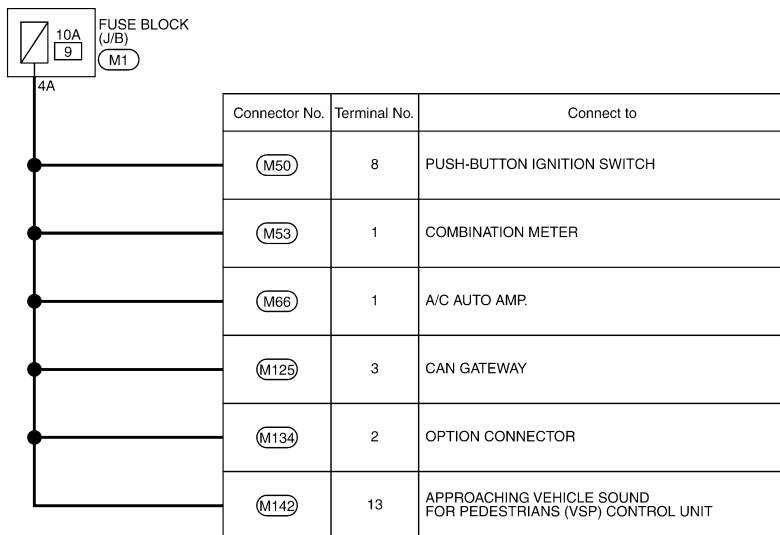 FUSE BLOCK
(J/B)
10A
9
M1
4A
Connector No. Terminal No. Connect to
M50 8 PUSH-BUTTON IGNITION SWITCH
M53 1 COMBINATION METER
M66 1 A/C AUTO AMP.
M125 3 CAN GATEWAY
M134 2 OPTION CONNECTOR
M142 13 APPROACHING VEHICLE SOUND
FOR PEDESTRIANS (VSP) CONTROL UNIT